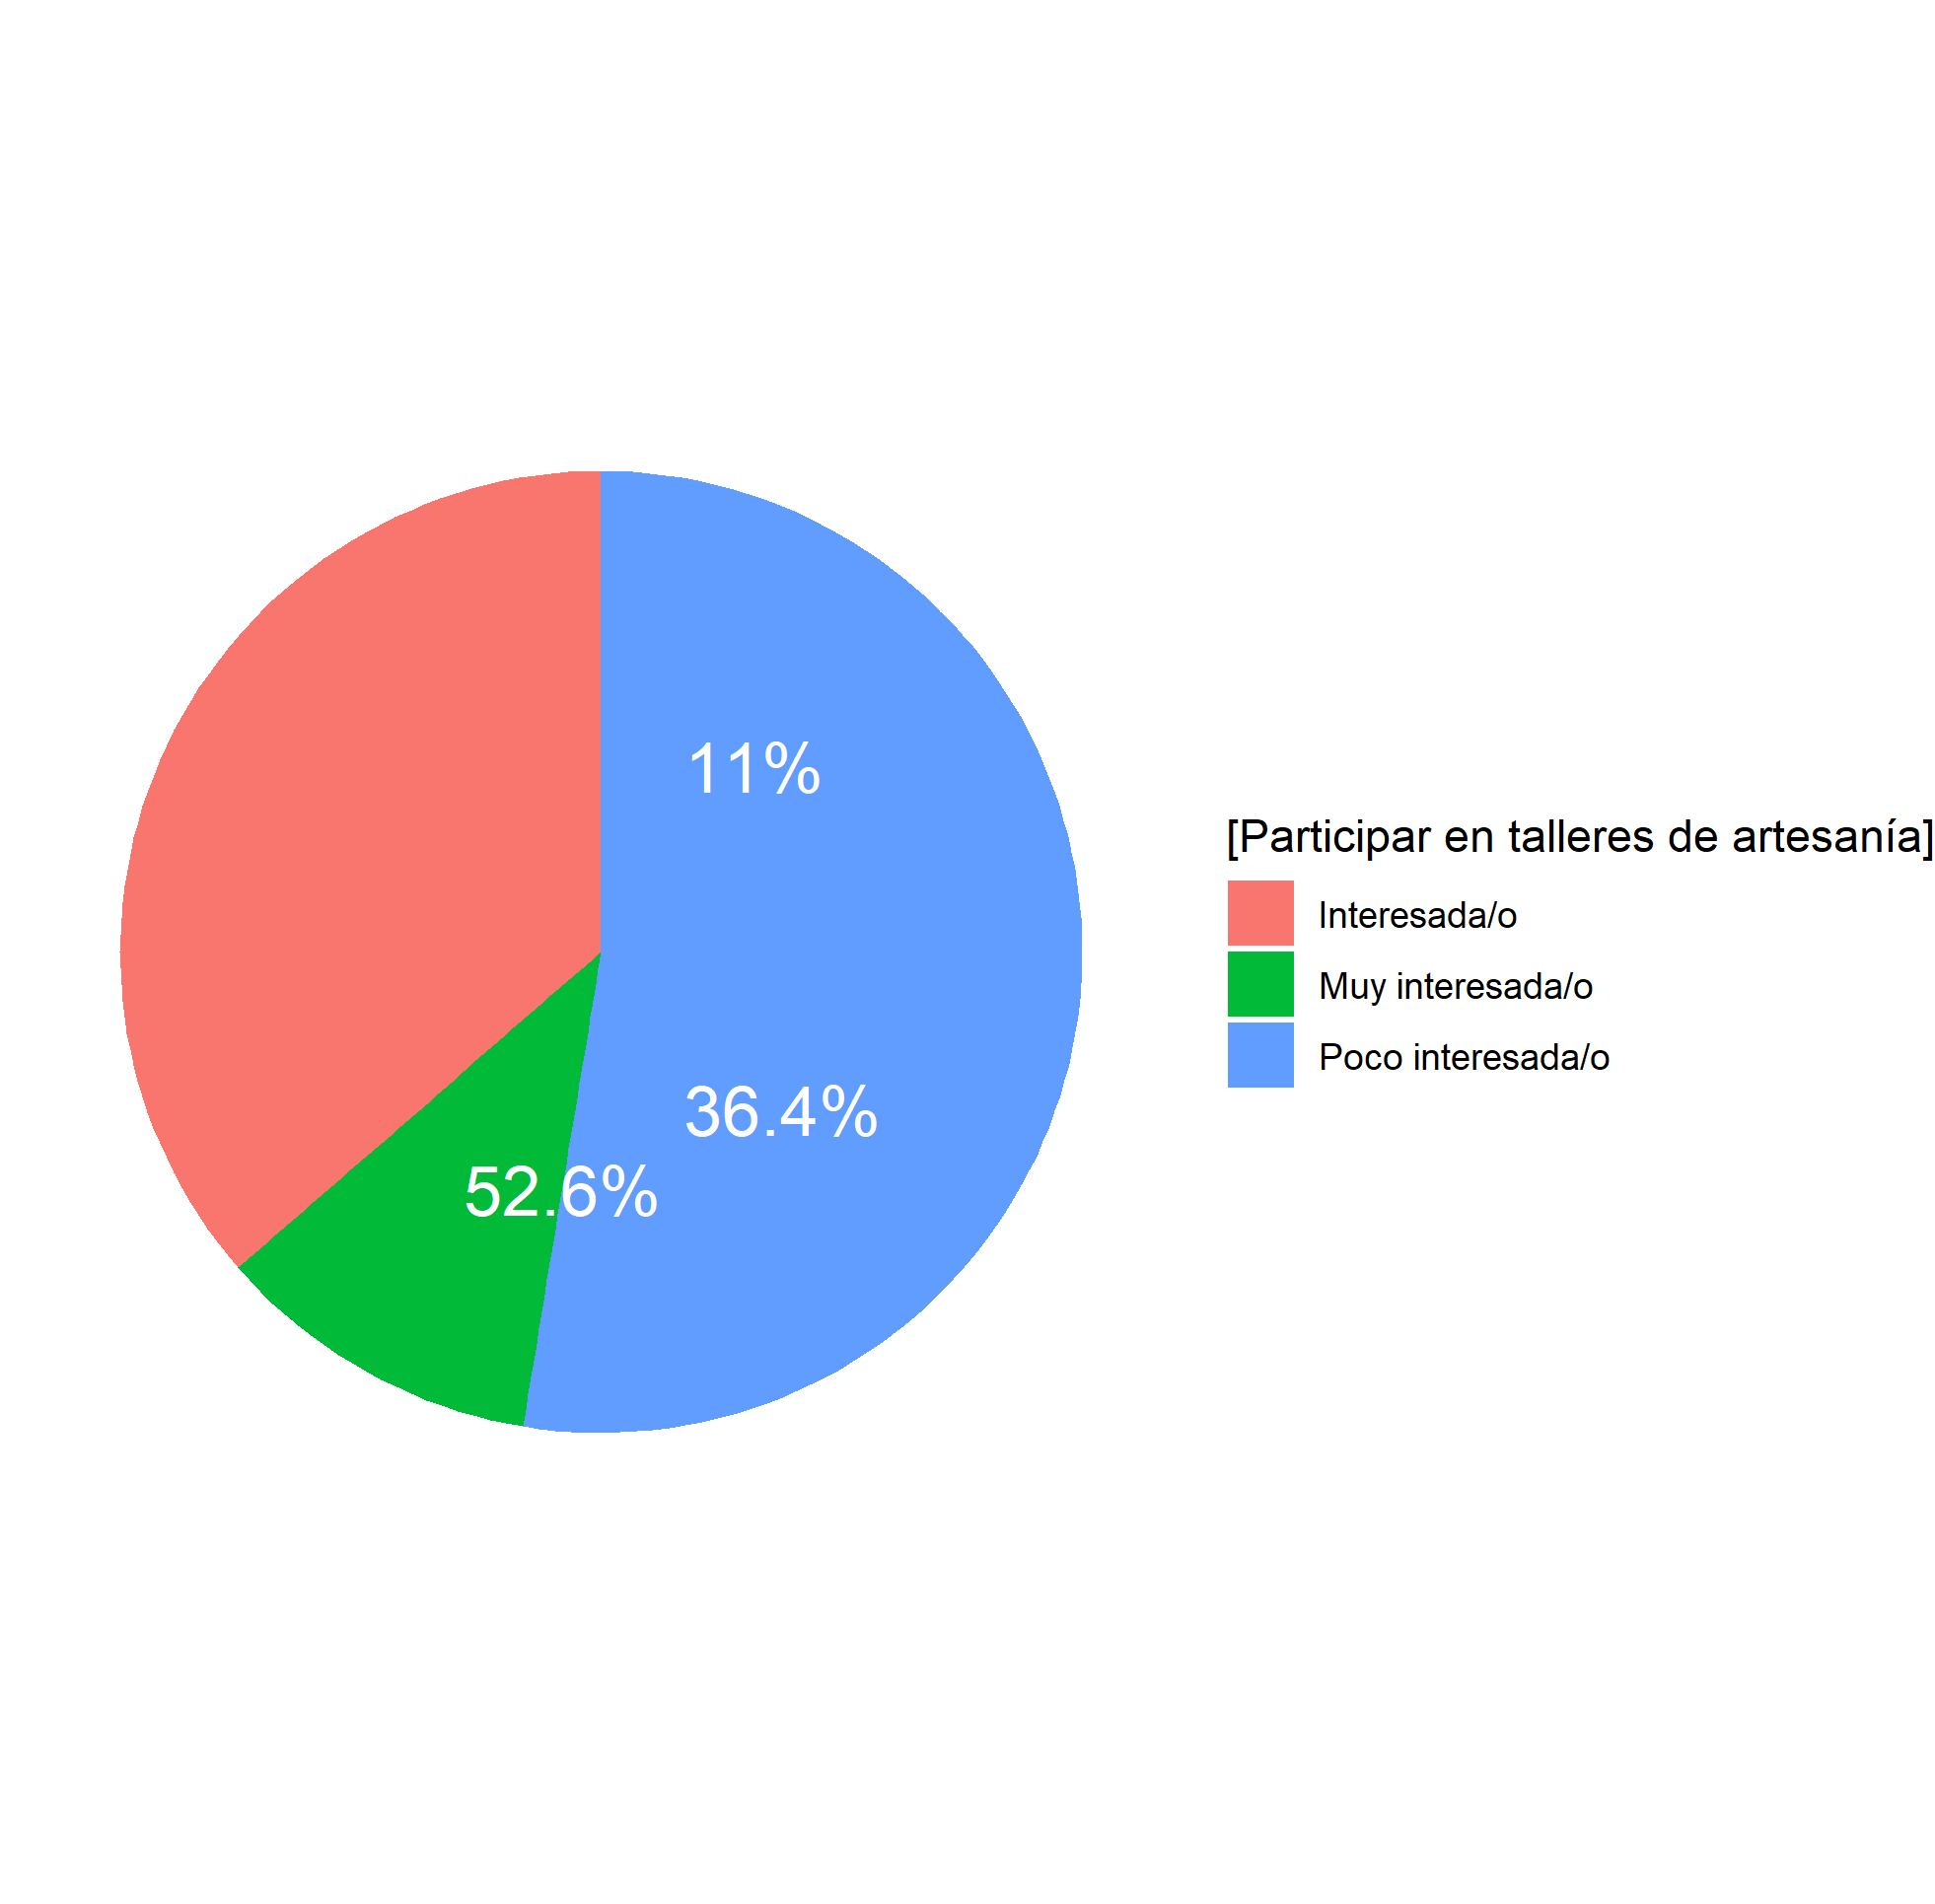 11%
36.4%
52.6%
[Participar en talleres de artesanía]
Interesada/o
Muy interesada/o
Poco interesada/o